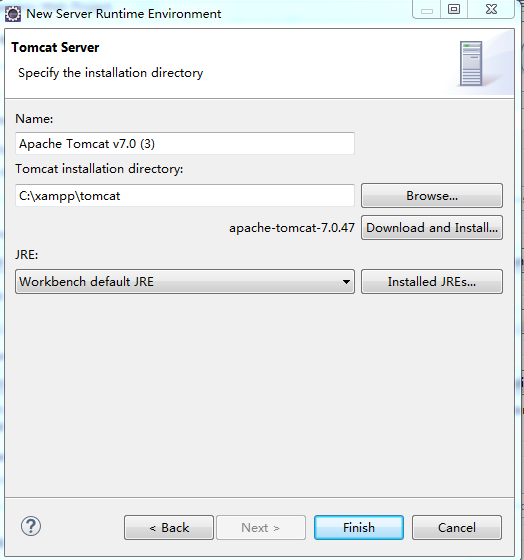 New Server Runtime Environment
Tomcat Server
Specify the installation directory
Name:
Apache Tomcat v7.0 (3)
Tomcat installation directory:
C:\xampp\tomcat
Browse...
apache-tomcat-7.0.47
Download and Install...
JRE:
Workbench default JRE
Installed JREs...
?
< Back
Next >
Finish
Cancel